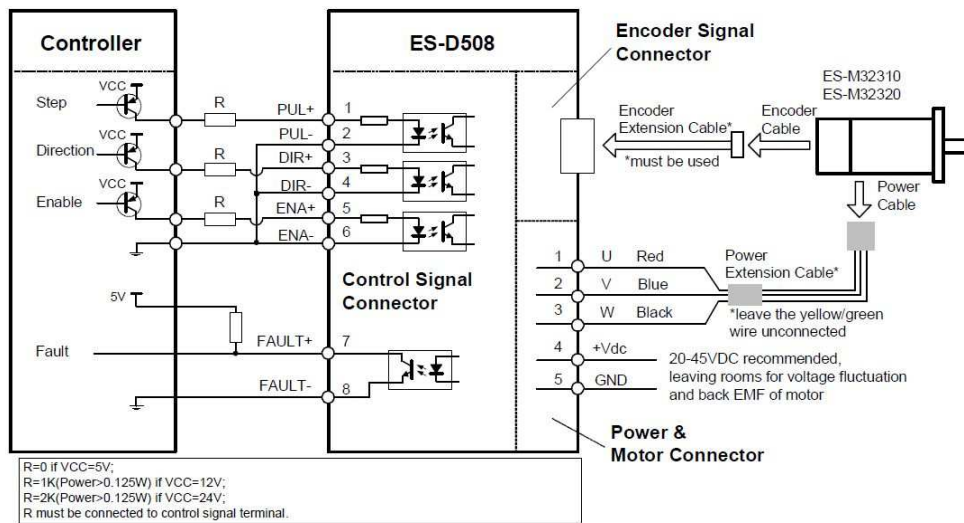 Controller
ES-D508
Encoder Signal
Connector
ES-M32310
ES-M32320
VCC
Step
R
PUL+
1
PUL-
2
Encoder
Extension Cable*
*must be used
Encoder
Cable
VCC
Direction
R
DIR+
3
DIR-
4
Power
Cable
VCC
Enable
R
ENA+
5
ENA-
6
Control Signal
Connector
1
U
Red
2
V
Blue
3
W
Black
Power
Extension Cable*
*leave the yellow/green
wire unconnected
5V
Fault
FAULT+
7
FAULT-
8
4
+Vdc
5
GND
20-45VDC recommended,
leaving rooms for voltage fluctuation
and back EMF of motor
Power &
Motor Connector
R=0 if VCC=5V;
R=1K(Power>0.125W) if VCC=12V;
R=2K(Power>0.125W) if VCC=24V;
R must be connected to control signal terminal.